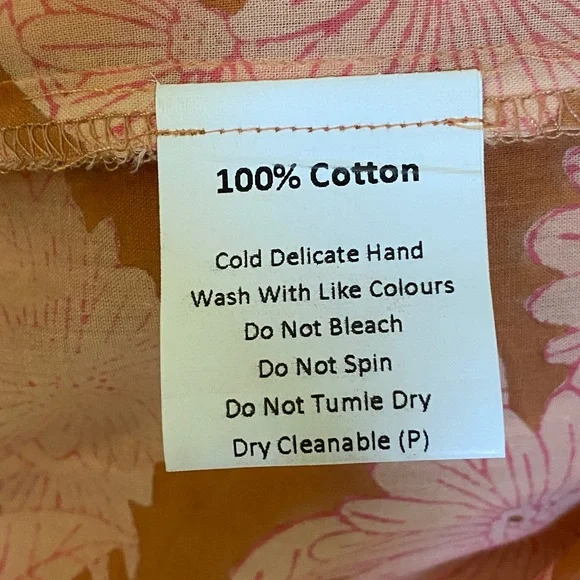 100% Cotton
Cold Delicate Hand
Wash With Like Colours
Do Not Bleach
Do Not Spin
Do Not Tumle Dry
Dry Cleanable (P)